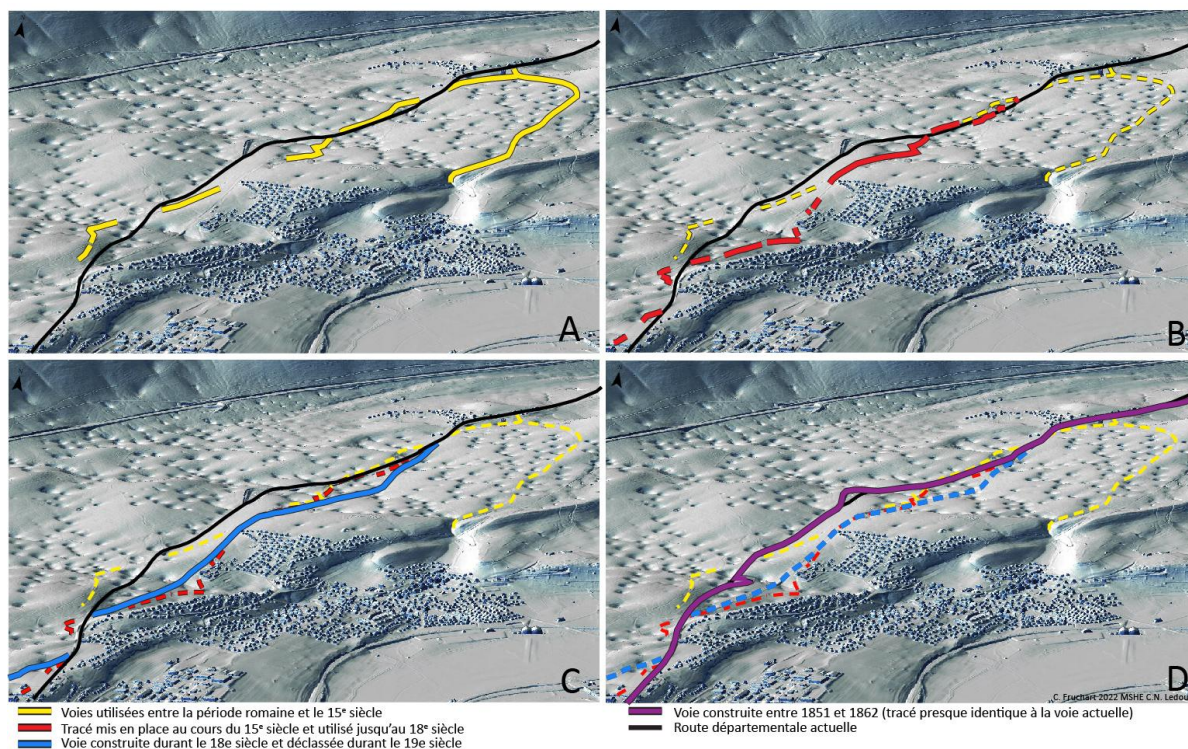 A
B
C
D
C. Fruchart 2022 MSHE C.N. Ledou
Voies utilisées entre la période romaine et le 15e siècle
Tracé mis en place au cours du 15e siècle et utilisé jusqu'au 18e siècle
Voie construite durant le 18e siècle et déclassée durant le 19e siècle
Voie construite entre 1851 et 1862 (tracé presque identique à la voie actuelle)
Route départementale actuelle